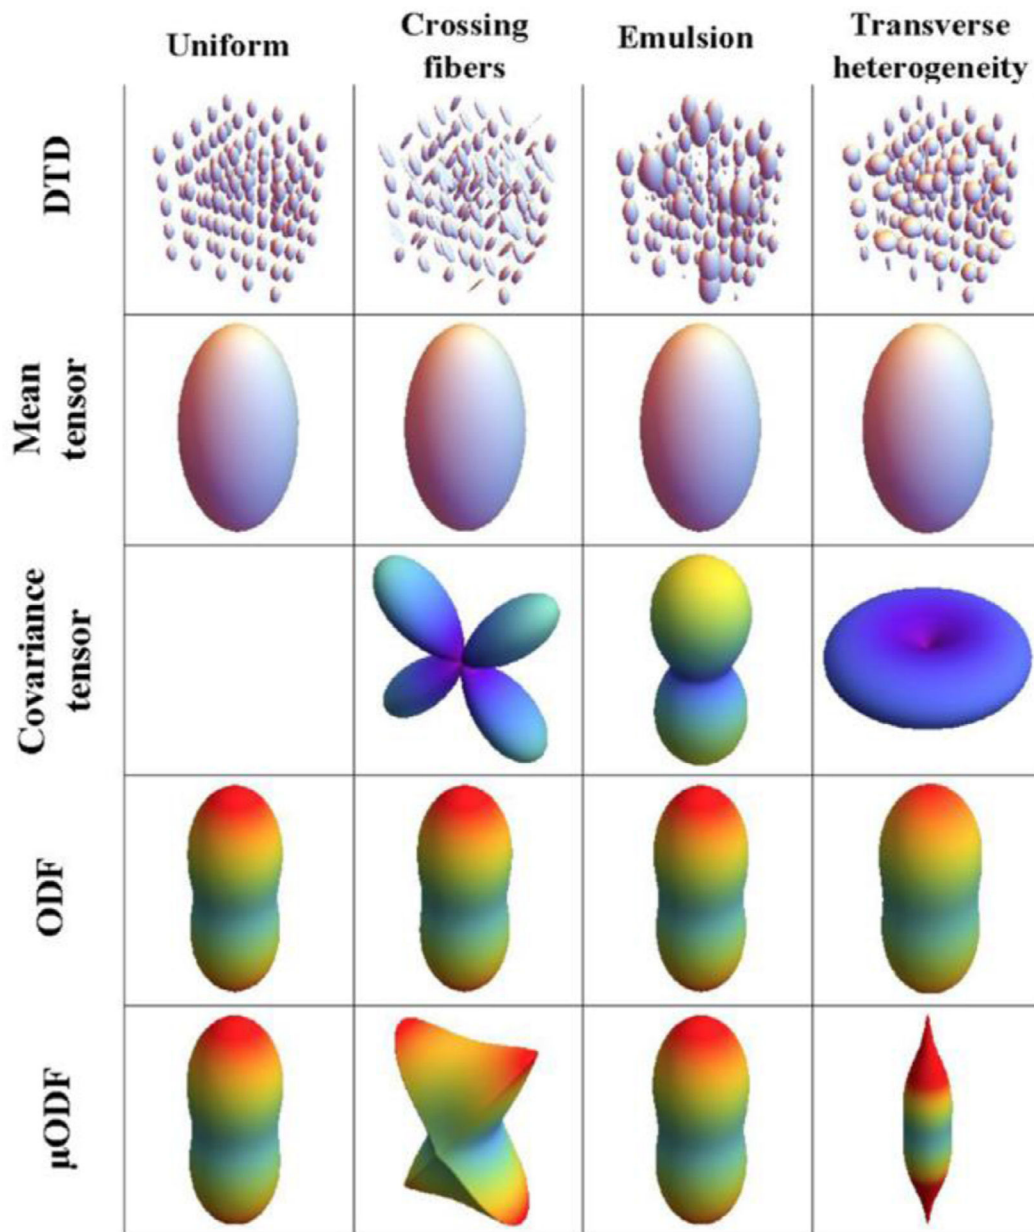 Uniform
Crossing
fibers
Emulsion
Transverse
heterogeneity
DTD
Mean
tensor
Covariance
tensor
ODF
μODF